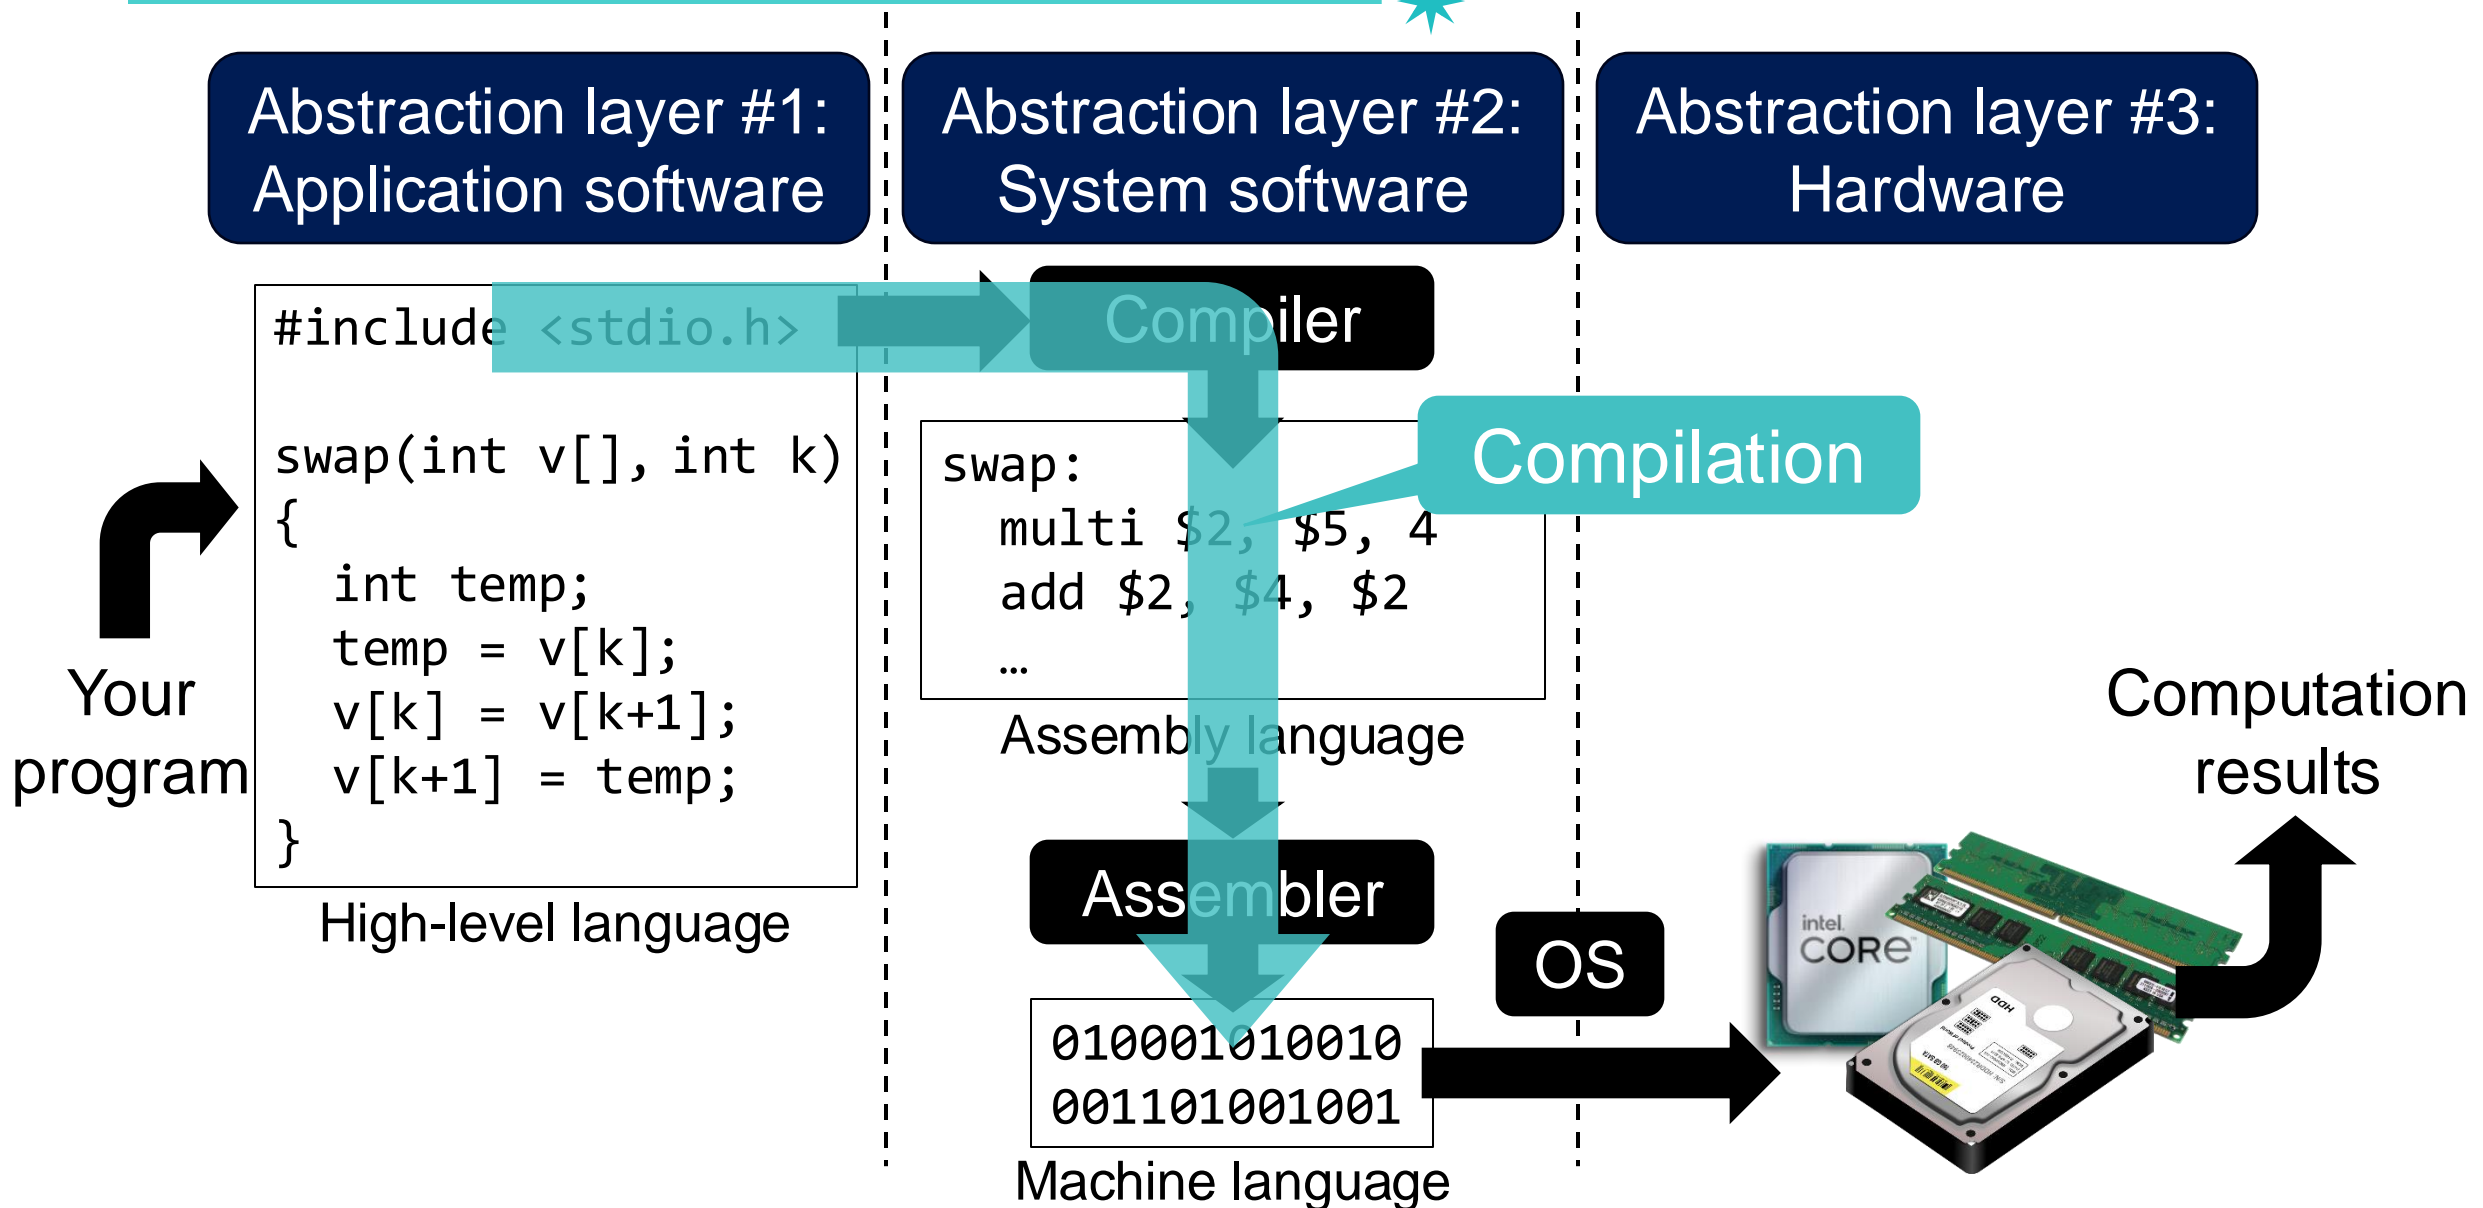 Abstraction layer #1:
Application software
Abstraction layer #2:
System software
Abstraction layer #3:
Hardware
Your
program
#include <stdio.h>
swap(int v[], int k)
{
int temp;
temp = v[k];
v[k] = v[k+1];
v[k+1] = temp;
}
High-level language
Compiler
Compilation
swap:
multi $2, $5, 4
add $2, $4, $2
…
Assembly language
Assembler
010001010010
001101001001
Machine language
OS
intel.
CORE
HDD
Computation
results